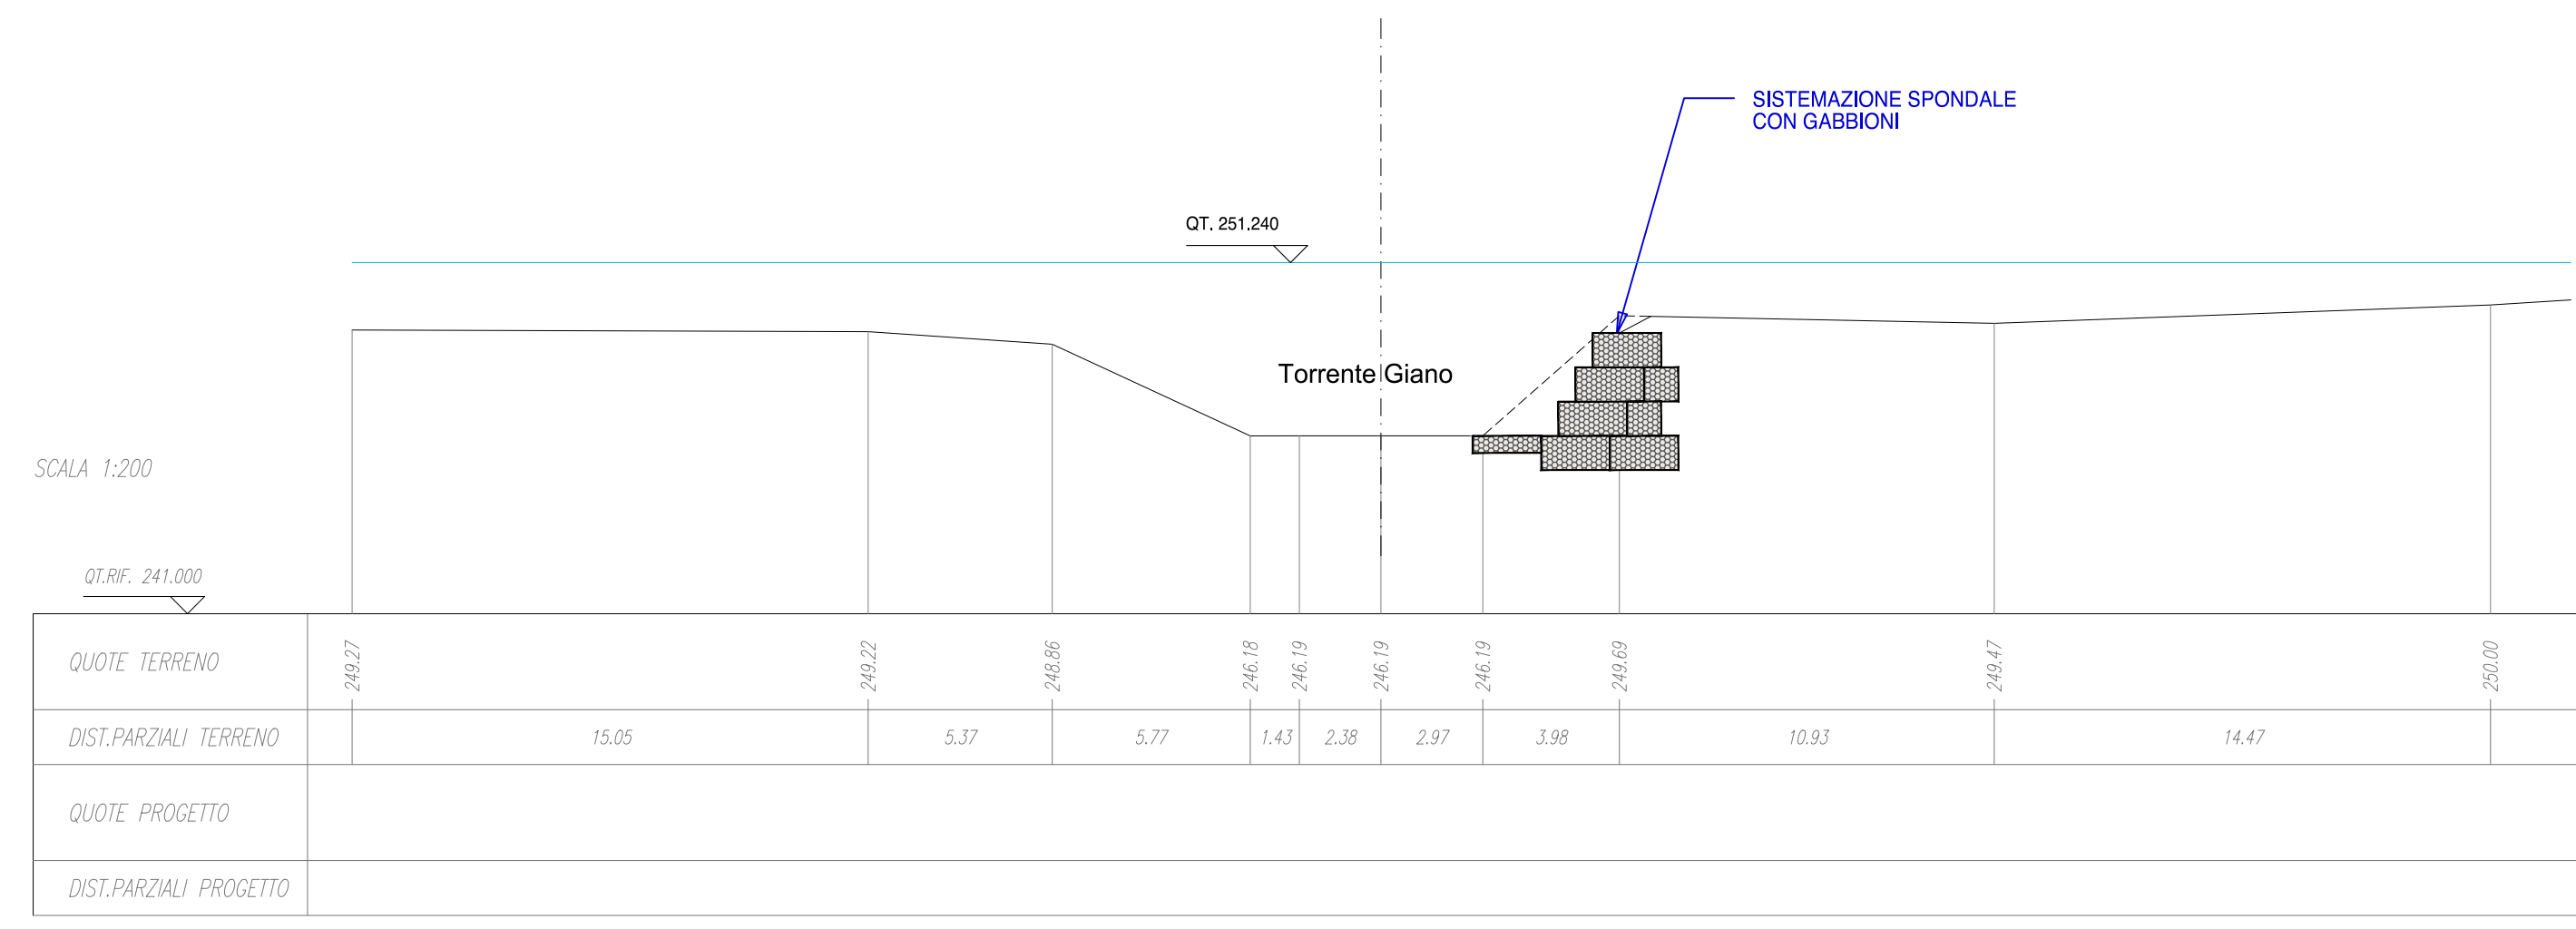 SISTEMAZIONE SPONDALE
CON GABBIONI
QT. 251.240
Torrente Giano
SCALA 1:200
QT.RIF. 241.000
QUOTE TERRENO 249.27 249.22 248.86 246.18 246.19 246.19 246.19 249.69 249.47 250.00
DIST.PARZIALI TERRENO 15.05 5.37 5.77 1.43 2.38 2.97 3.98 10.93 14.47
QUOTE PROGETTO
DIST.PARZIALI PROGETTO